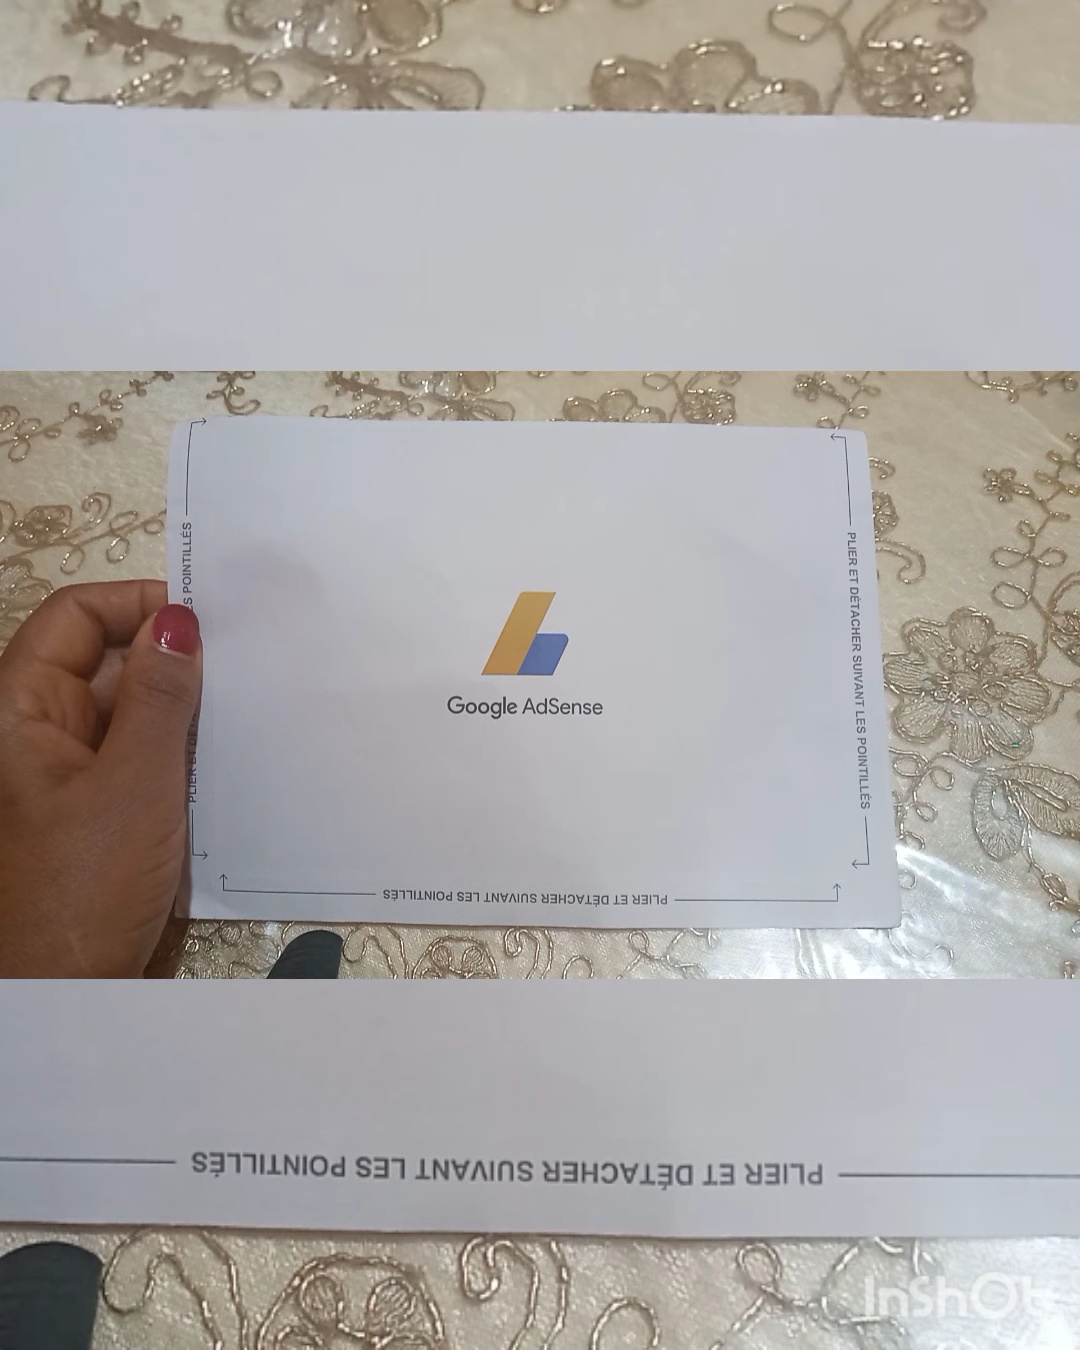 PLIER ET DÉTACHER SUIVANT LES POINTILLÉS
PLIER ET DÉTACHER SUIVANT LES POINTILLÉS
Google AdSense
PLIER ET DÉTACHER SUIVANT LES POINTILLÉS
PLIER ET DÉTACHER SUIVANT LES POINTILLÉS
InShOt